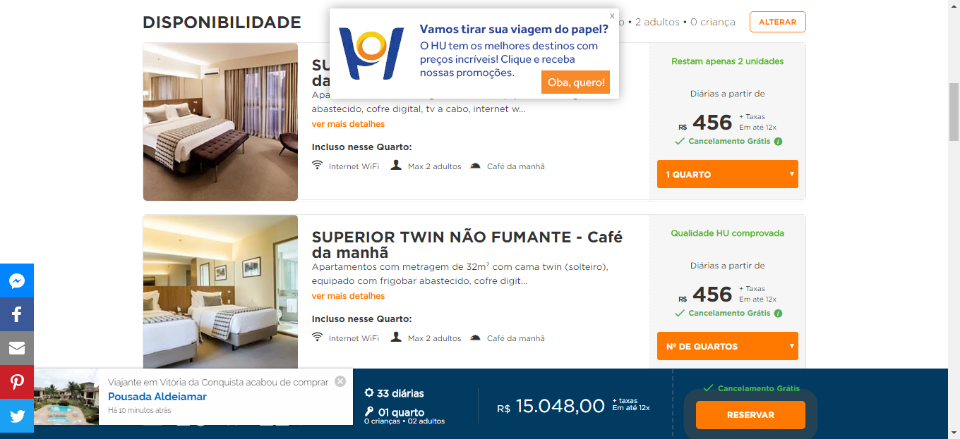 DISPONIBILIDADE
• 2 adultos • 0 criança
ALTERAR
x
Vamos tirar sua viagem do papel?
O HU tem os melhores destinos com
preços incríveis! Clique e receba
nossas promoções.
Oba, quero!
abastecido, cofre digital, tv a cabo, internet w...
ver mais detalhes
Incluso nesse Quarto:
Internet WiFi
Max 2 adultos
Café da manhã
Restam apenas 2 unidades
Diárias a partir de
R$ 456 + Taxas
Em até 12x
Cancelamento Grátis
1 QUARTO
SUPERIOR TWIN NÃO FUMANTE - Café
da manhã
Apartamentos com metragem de 32m² com cama twin (solteiro),
equipado com frigobar abastecido, cofre digit...
ver mais detalhes
Incluso nesse Quarto:
Internet WiFi
Max 2 adultos
Café da manhã
Qualidade HU comprovada
Diárias a partir de
R$ 456 + Taxas
Em até 12x
Cancelamento Grátis
Nº DE QUARTOS
Viajante em Vitória da Conquista acabou de comprar
Pousada Aldeiamar
Há 10 minutos atrás
33 diárias
01 quarto
0 crianças • 02 adultos
R$ 15.048,00 + taxas
Em até 12x
Cancelamento Grátis
RESERVAR